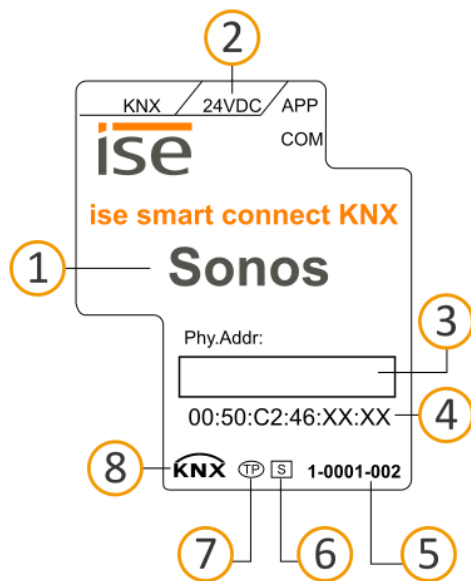 2
KNX 24VDC APP
COM
ise
ise smart connect KNX
1 Sonos
3
Phy.Addr:
00:50:C2:46:XX:XX 4
8 KNX TP S 1-0001-002
7 6 5